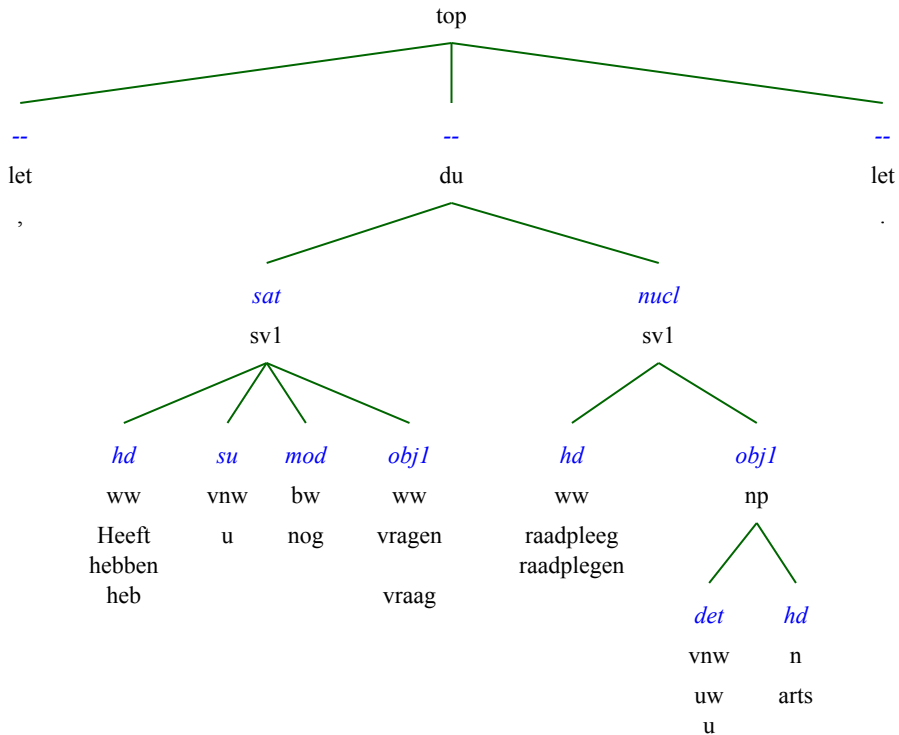 top
-- -- --
let du let
, .
sat nucl
sv1 sv1
hd su mod obj1 hd obj1
ww vnw bw ww ww np
Heeft u nog vragen raadpleeg
hebben raadplegen
heb vraag
det hd
vnw n
uw arts
u